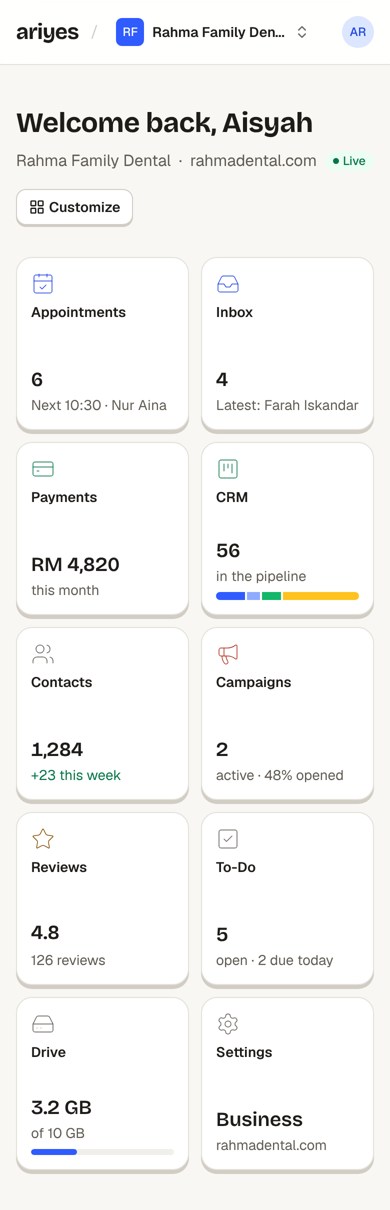 ariyes / RF Rahma Family Den... AR
Welcome back, Aisyah
Rahma Family Dental · rahmadental.com Live
Customize
Appointments
6
Next 10:30 · Nur Aina
Inbox
4
Latest: Farah Iskandar
Payments
RM 4,820
this month
CRM
56
in the pipeline
Contacts
1,284
+23 this week
Campaigns
2
active · 48% opened
Reviews
4.8
126 reviews
To-Do
5
open · 2 due today
Drive
3.2 GB
of 10 GB
Settings
Business
rahmadental.com